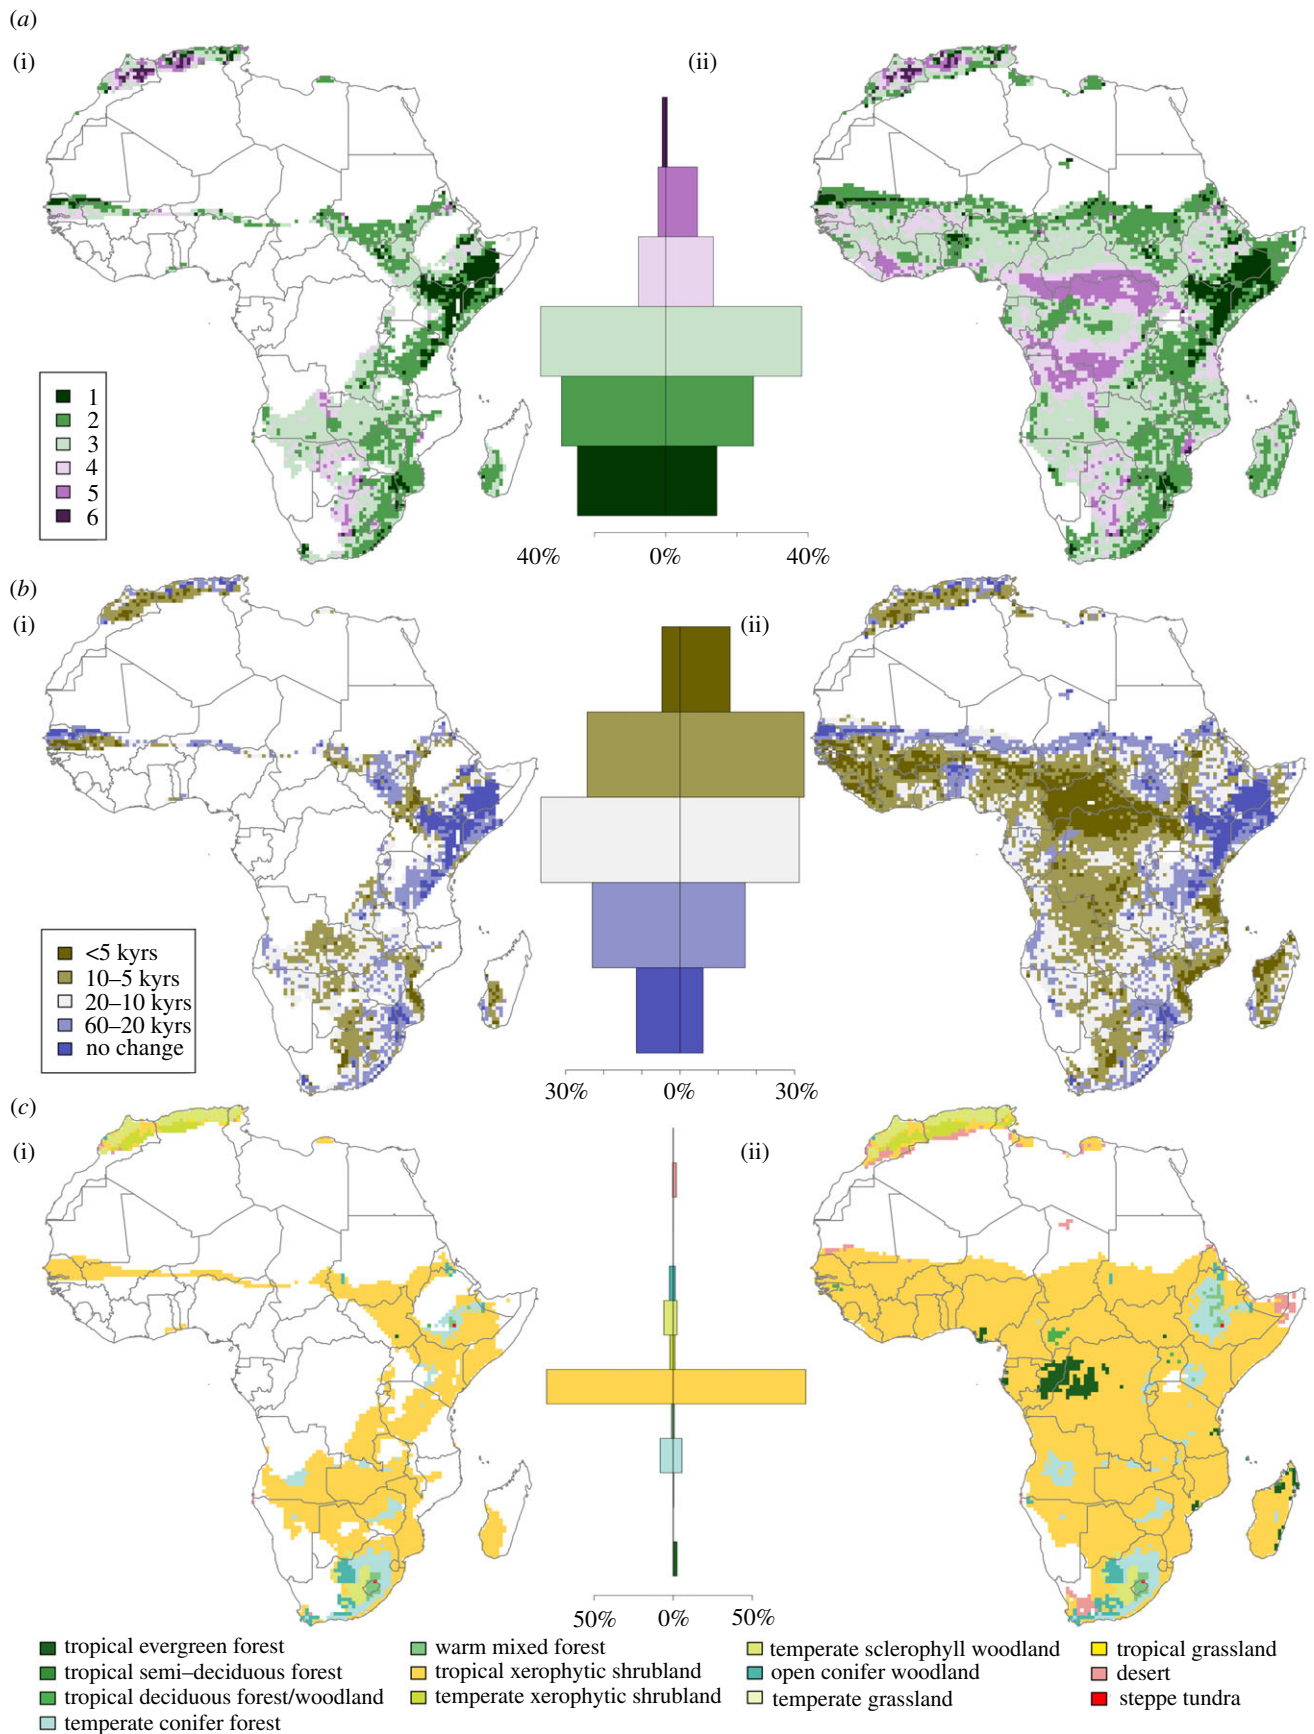 (a)
(i)
(ii)
1
2
3
4
5
6
40% 0% 40%
(b)
(i)
(ii)
<5 kyrs
10–5 kyrs
20–10 kyrs
60–20 kyrs
no change
30% 0% 30%
(c)
(i)
(ii)
50% 0% 50%
tropical evergreen forest
tropical semi–deciduous forest
tropical deciduous forest/woodland
temperate conifer forest
warm mixed forest
tropical xerophytic shrubland
temperate xerophytic shrubland
temperate sclerophyll woodland
open conifer woodland
temperate grassland
tropical grassland
desert
steppe tundra